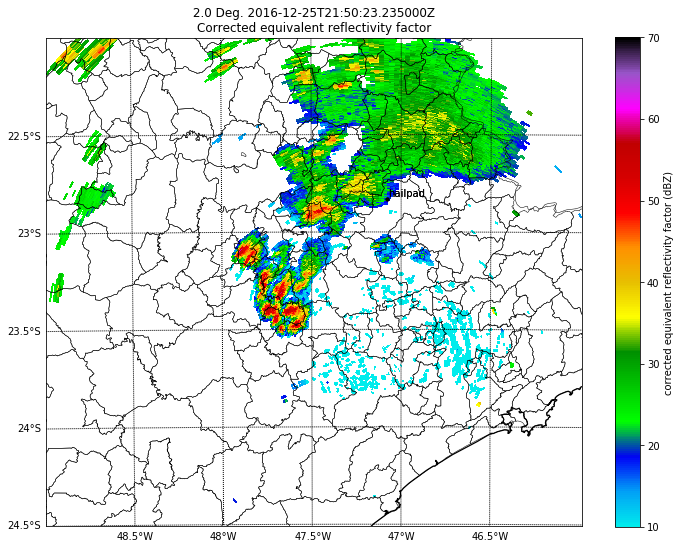 2.0 Deg. 2016-12-25T21:50:23.235000Z
Corrected equivalent reflectivity factor
22.5°S
23°S
23.5°S
24°S
24.5°S
48.5°W
48°W
47.5°W
47°W
46.5°W
70
60
50
40
30
20
10
corrected equivalent reflectivity factor (dBZ)